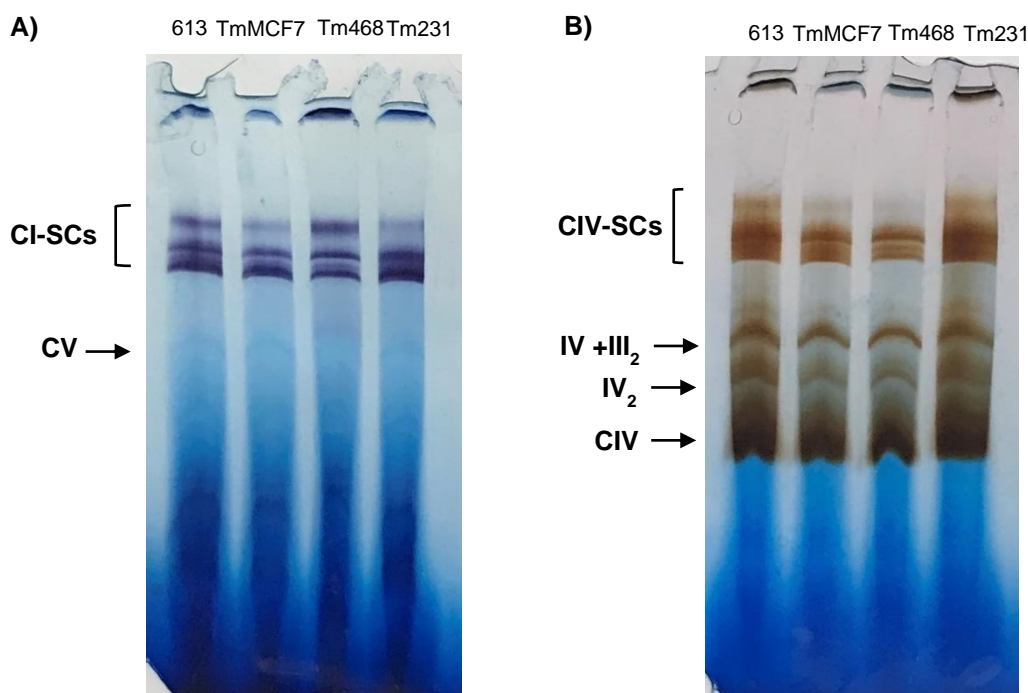 A)
613 TmMCF7 Tm468 Tm231
CI-SCs
CV
B)
613 TmMCF7 Tm468 Tm231
CIV-SCs
IV +III₂
IV₂
CIV